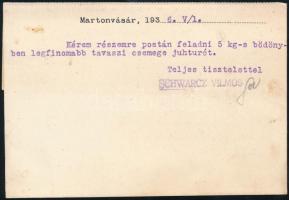 Martonvásár, 193 6. V/1.
Kérem részemre postán feladni 5 kg-s bödöny-
ben legfinomabb tavaszi csemege juhturót.
Teljes tisztelettel
SCHWARCZ VILMOS